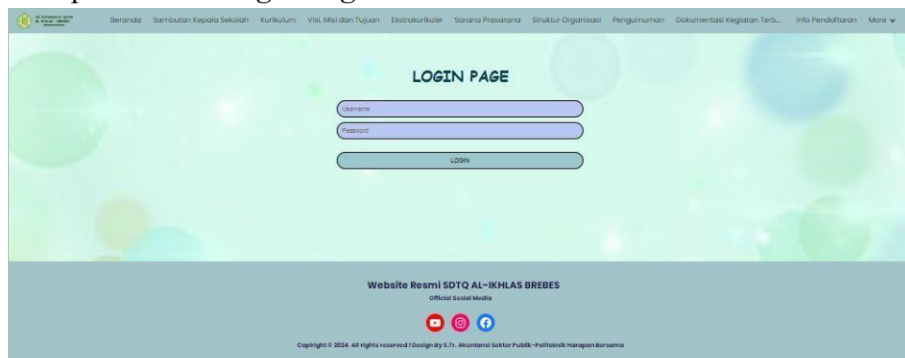 Beranda Sambutan Kepala Sekolah Kurikulum Visi, Misi dan Tujuan Ekstrakurikuler Sarana Prasarana Struktur Organisasi Pengumuman Dokumentasi Kegiatan Terb... Info Pendaftaran More
LOGIN PAGE
Username
Password
LOGIN
Website Resmi SDTQ AL-IKHLAS BREBES
Official Sosial Media
Copiright © 2024 All rights reserved | Design By S.Tr. Akuntansi Sektor Publik -Politeknik Harapan Bersama